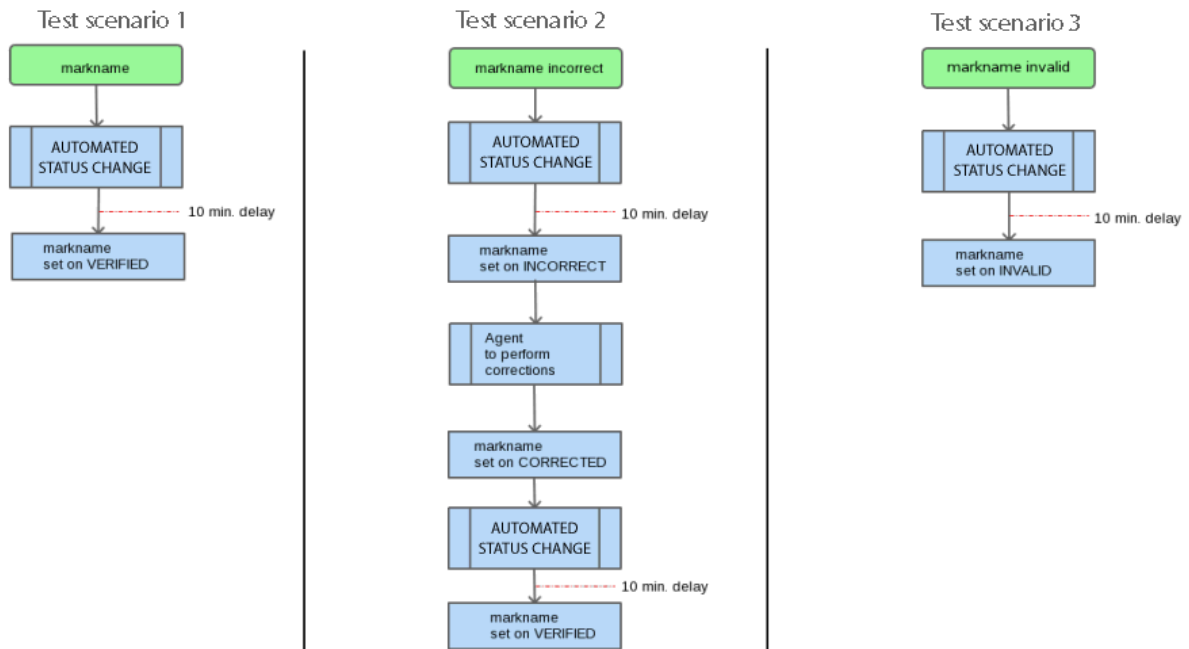 Test scenario 1
markname
AUTOMATED
STATUS CHANGE
10 min. delay
markname
set on VERIFIED
Test scenario 2
markname incorrect
AUTOMATED
STATUS CHANGE
10 min. delay
markname
set on INCORRECT
Agent
to perform
corrections
markname
set on CORRECTED
AUTOMATED
STATUS CHANGE
10 min. delay
markname
set on VERIFIED
Test scenario 3
markname invalid
AUTOMATED
STATUS CHANGE
10 min. delay
markname
set on INVALID